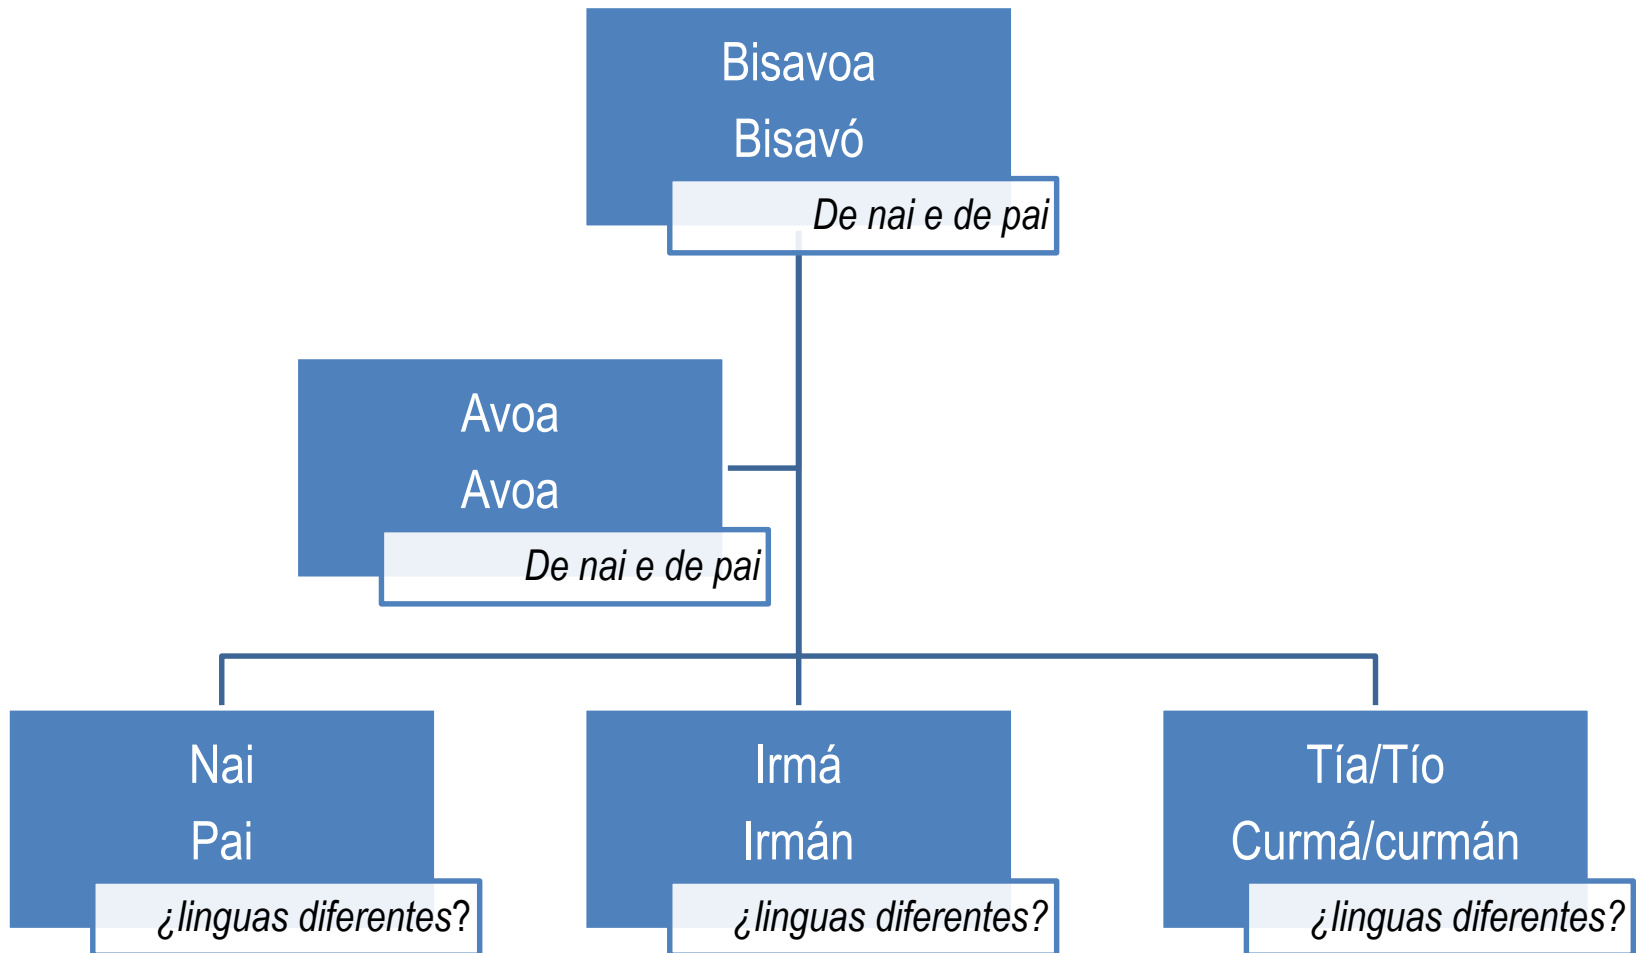 Bisavoa
Bisavó
De nai e de pai
Avoa
Avoa
De nai e de pai
Nai
Pai
¿linguas diferentes?
Irmá
Irmán
¿linguas diferentes?
Tía/Tío
Curmá/curmán
¿linguas diferentes?